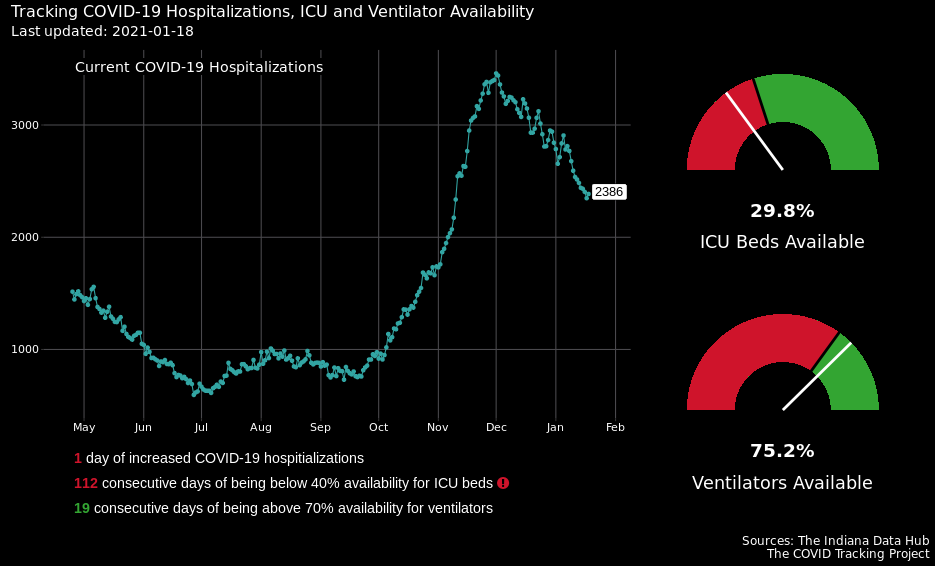 Tracking COVID-19 Hospitalizations, ICU and Ventilator Availability
Last updated: 2021-01-18
Current COVID-19 Hospitalizations
3000
2000
1000
2386
May Jun Jul Aug Sep Oct Nov Dec Jan Feb
29.8%
ICU Beds Available
75.2%
Ventilators Available
1 day of increased COVID-19 hospitializations
112 consecutive days of being below 40% availability for ICU beds !
19 consecutive days of being above 70% availability for ventilators
Sources: The Indiana Data Hub
The COVID Tracking Project